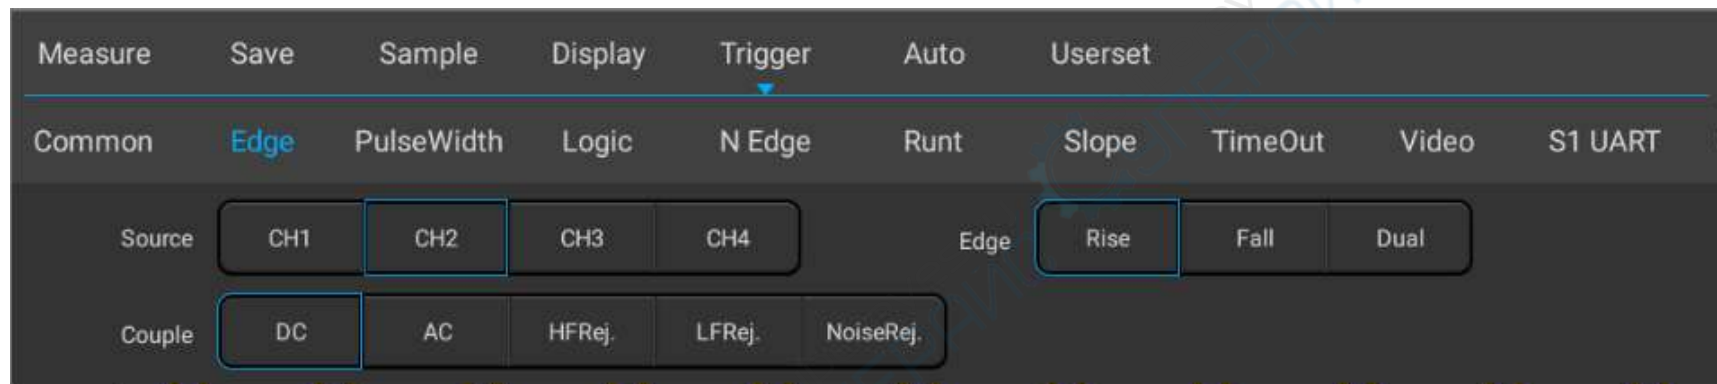 Measure Save Sample Display Trigger Auto Userset
Common Edge PulseWidth Logic N Edge Runt Slope TimeOut Video S1 UART
Source CH1 CH2 CH3 CH4 Edge Rise Fall Dual
Couple DC AC HFRej. LFRej. NoiseRej.